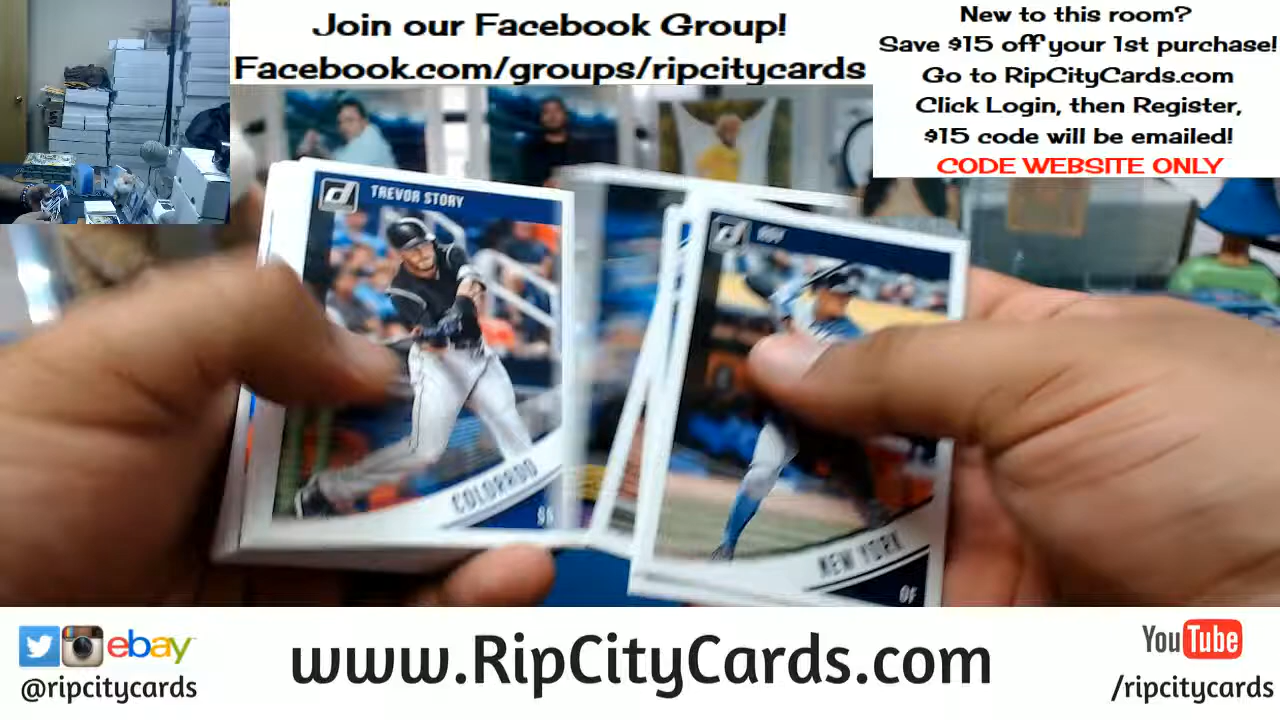 Join our Facebook Group!
Facebook.com/groups/ripcitycards
New to this room?
Save $15 off your 1st purchase!
Go to RipCityCards.com
Click Login, then Register,
$15 code will be emailed!
CODE WEBSITE ONLY
TREVOR STORY
COLORADO
NEW YORK
OF
ebay
@ripcitycards
www.RipCityCards.com
YouTube
/ripcitycards